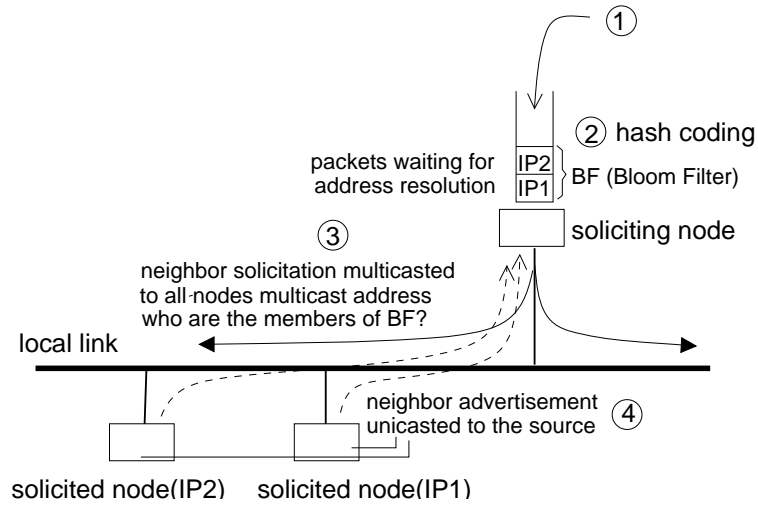 ①
② hash coding
packets waiting for
address resolution
IP2
IP1
BF (Bloom Filter)
soliciting node
③
neighbor solicitation multicasted
to all-nodes multicast address
who are the members of BF?
local link
neighbor advertisement
unicasted to the source
④
solicited node(IP2)
solicited node(IP1)